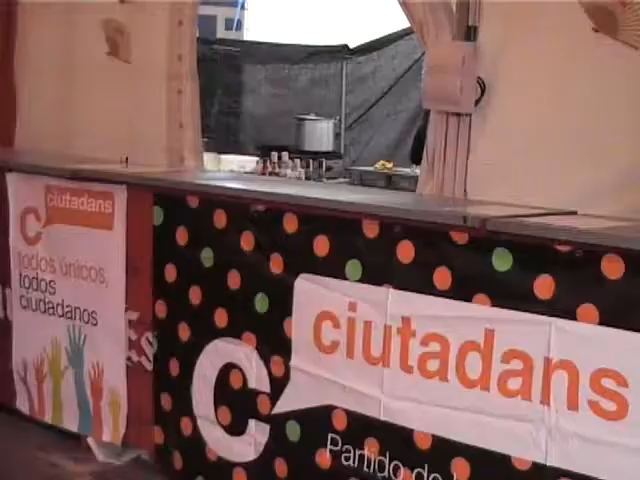 ciutadans
C
todos únicos,
todos
ciudadanos
ciutadans
C
Partido de